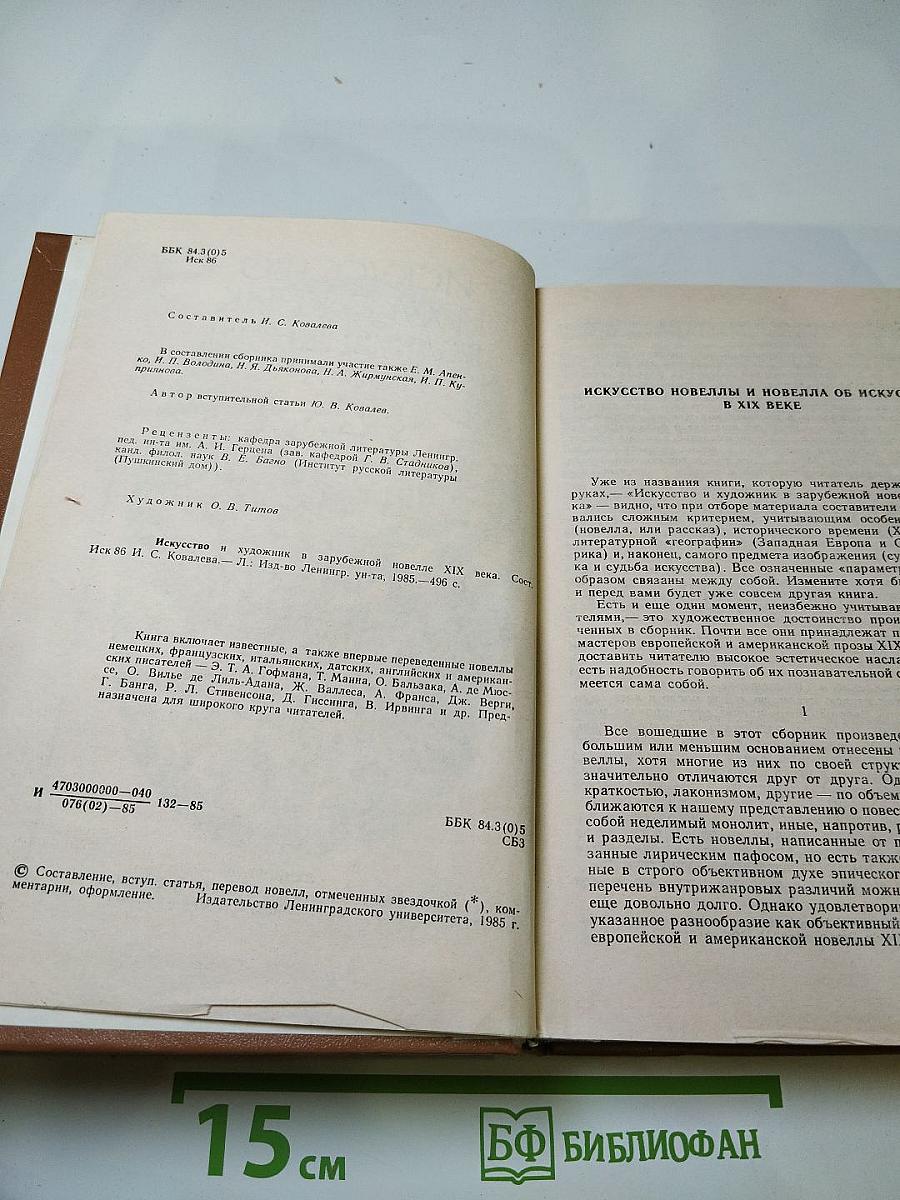 ББК 84.3(0)5
Иск 86
Составитель И. С. Ковалева
В составлении сборника принимали участие также Е. М. Апен-
ко, И. П. Володина, Н. Я. Дьяконова, Н. А. Жирмунская, И. П. Ку-
приянова.
Автор вступительной статьи Ю. В. Ковалев.
Рецензенты: кафедра зарубежной литературы Ленингр.
пед. ин-та им. А. И. Герцена (зав. кафедрой Г. В. Стадников),
канд. филол. наук В. Е. Багно (Институт русской литературы
(Пушкинский дом)).
Художник О. В. Титов
Искусство и художник в зарубежной новелле XIX века. Сост.
Иск 86 И. С. Ковалева.— Л.: Изд-во Ленингр. ун-та, 1985.—496 с.
Книга включает известные, а также впервые переведенные новеллы
немецких, французских, итальянских, датских, английских и американ-
ских писателей — Э. Т. А. Гофмана, Т. Манна, О. Бальзака, А. де Мюс-
се, О. Вилье де Лиль-Адана, Ж. Валлеса, А. Франса, Дж. Верги,
Г. Банга, Р. Л. Стивенсона, Д. Гиссинга, В. Ирвинга и др. Пред-
назначена для широкого круга читателей.
И 4703000000—040
076(02)—85 132—85
ББК 84.3(0)5
СБЗ
© Составление, вступ. статья, перевод новелл, отмеченных звездочкой (*), ком-
ментарии, оформление. Издательство Ленинградского университета, 1985 г.
ИСКУССТВО НОВЕЛЛЫ И НОВЕЛЛА ОБ ИСКУС
В XIX ВЕКЕ
Уже из названия книги, которую читатель держ
руках,— «Искусство и художник в зарубежной нове
ка» — видно, что при отборе материала составители
вались сложным критерием, учитывающим особен
(новелла, или рассказ), исторического времени (X
литературной «географии» (Западная Европа и С
рика) и, наконец, самого предмета изображения (су
ка и судьба искусства). Все означенные «парамет
образом связаны между собой. Измените хотя б
и перед вами будет уже совсем другая книга.
Есть и еще один момент, неизбежно учитывав
телями,— это художественное достоинство прои
ченных в сборник. Почти все они принадлежат п
мастеров европейской и американской прозы XIX
доставить читателю высокое эстетическое насла
есть надобность говорить об их познавательной с
меется сама собой.
1
Все вошедшие в этот сборник произведе
большим или меньшим основанием отнесены
веллы, хотя многие из них по своей структ
значительно отличаются друг от друга. Од
краткостью, лаконизмом, другие — по объем
ближаются к нашему представлению о повест
собой неделимый монолит, иные, напротив, р
и разделы. Есть новеллы, написанные от п
занные лирическим пафосом, но есть такж
ные в строго объективном духе эпического
перечень внутрижанровых различий можн
еще довольно долго. Однако удовлетвори
указанное разнообразие как объективный
европейской и американской новеллы XI
15 см
БФ БИБЛИОФАН